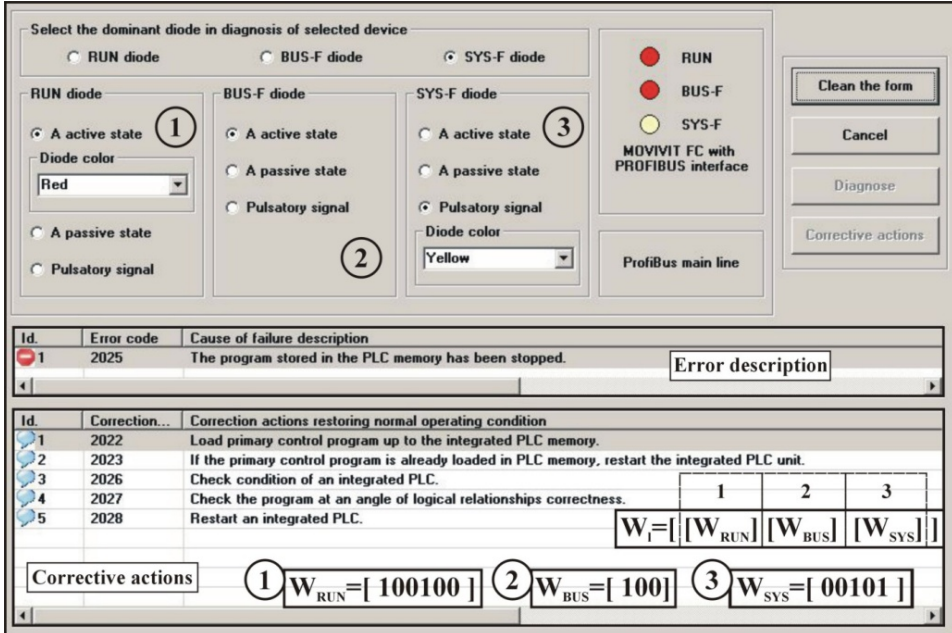 Select the dominant diode in diagnosis of selected device
RUN diode BUS-F diode SYS-F diode
RUN diode
A active state
1
Diode color
Red
A passive state
Pulsatory signal
BUS-F diode
A active state
A passive state
Pulsatory signal
2
SYS-F diode
A active state
3
A passive state
Pulsatory signal
Diode color
Yellow
RUN
BUS-F
SYS-F
MOVIVIT FC with
PROFIBUS interface
ProfiBus main line
Clean the form
Cancel
Diagnose
Corrective actions
Id. Error code Cause of failure description
1 2025 The program stored in the PLC memory has been stopped.
Error description
Id. Correction... Correction actions restoring normal operating condition
1 2022 Load primary control program up to the integrated PLC memory.
2 2023 If the primary control program is already loaded in PLC memory, restart the integrated PLC unit.
3 2026 Check condition of an integrated PLC.
4 2027 Check the program at an angle of logical relationships correctness.
5 2028 Restart an integrated PLC.
1 2 3
WI=[ [WRUN] [WBUS] [WSYS] ]
Corrective actions
1 WRUN=[ 100100 ] 2 WBUS=[ 100] 3 WSYS=[ 00101 ]